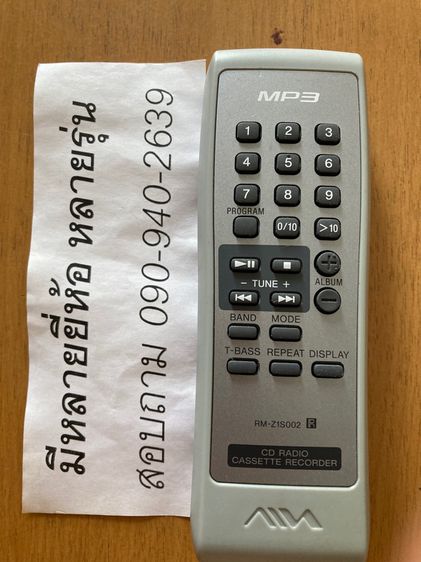 มีหลายยี่ห้อ หลายรุ่น
สอบถาม 090-940-2639
MP3
1 2 3
4 5 6
7 8 9
PROGRAM 0/10 >10
- TUNE + ALBUM
BAND MODE
T-BASS REPEAT DISPLAY
RM-Z1S002 R
CD RADIO
CASSETTE RECORDER
AIWA